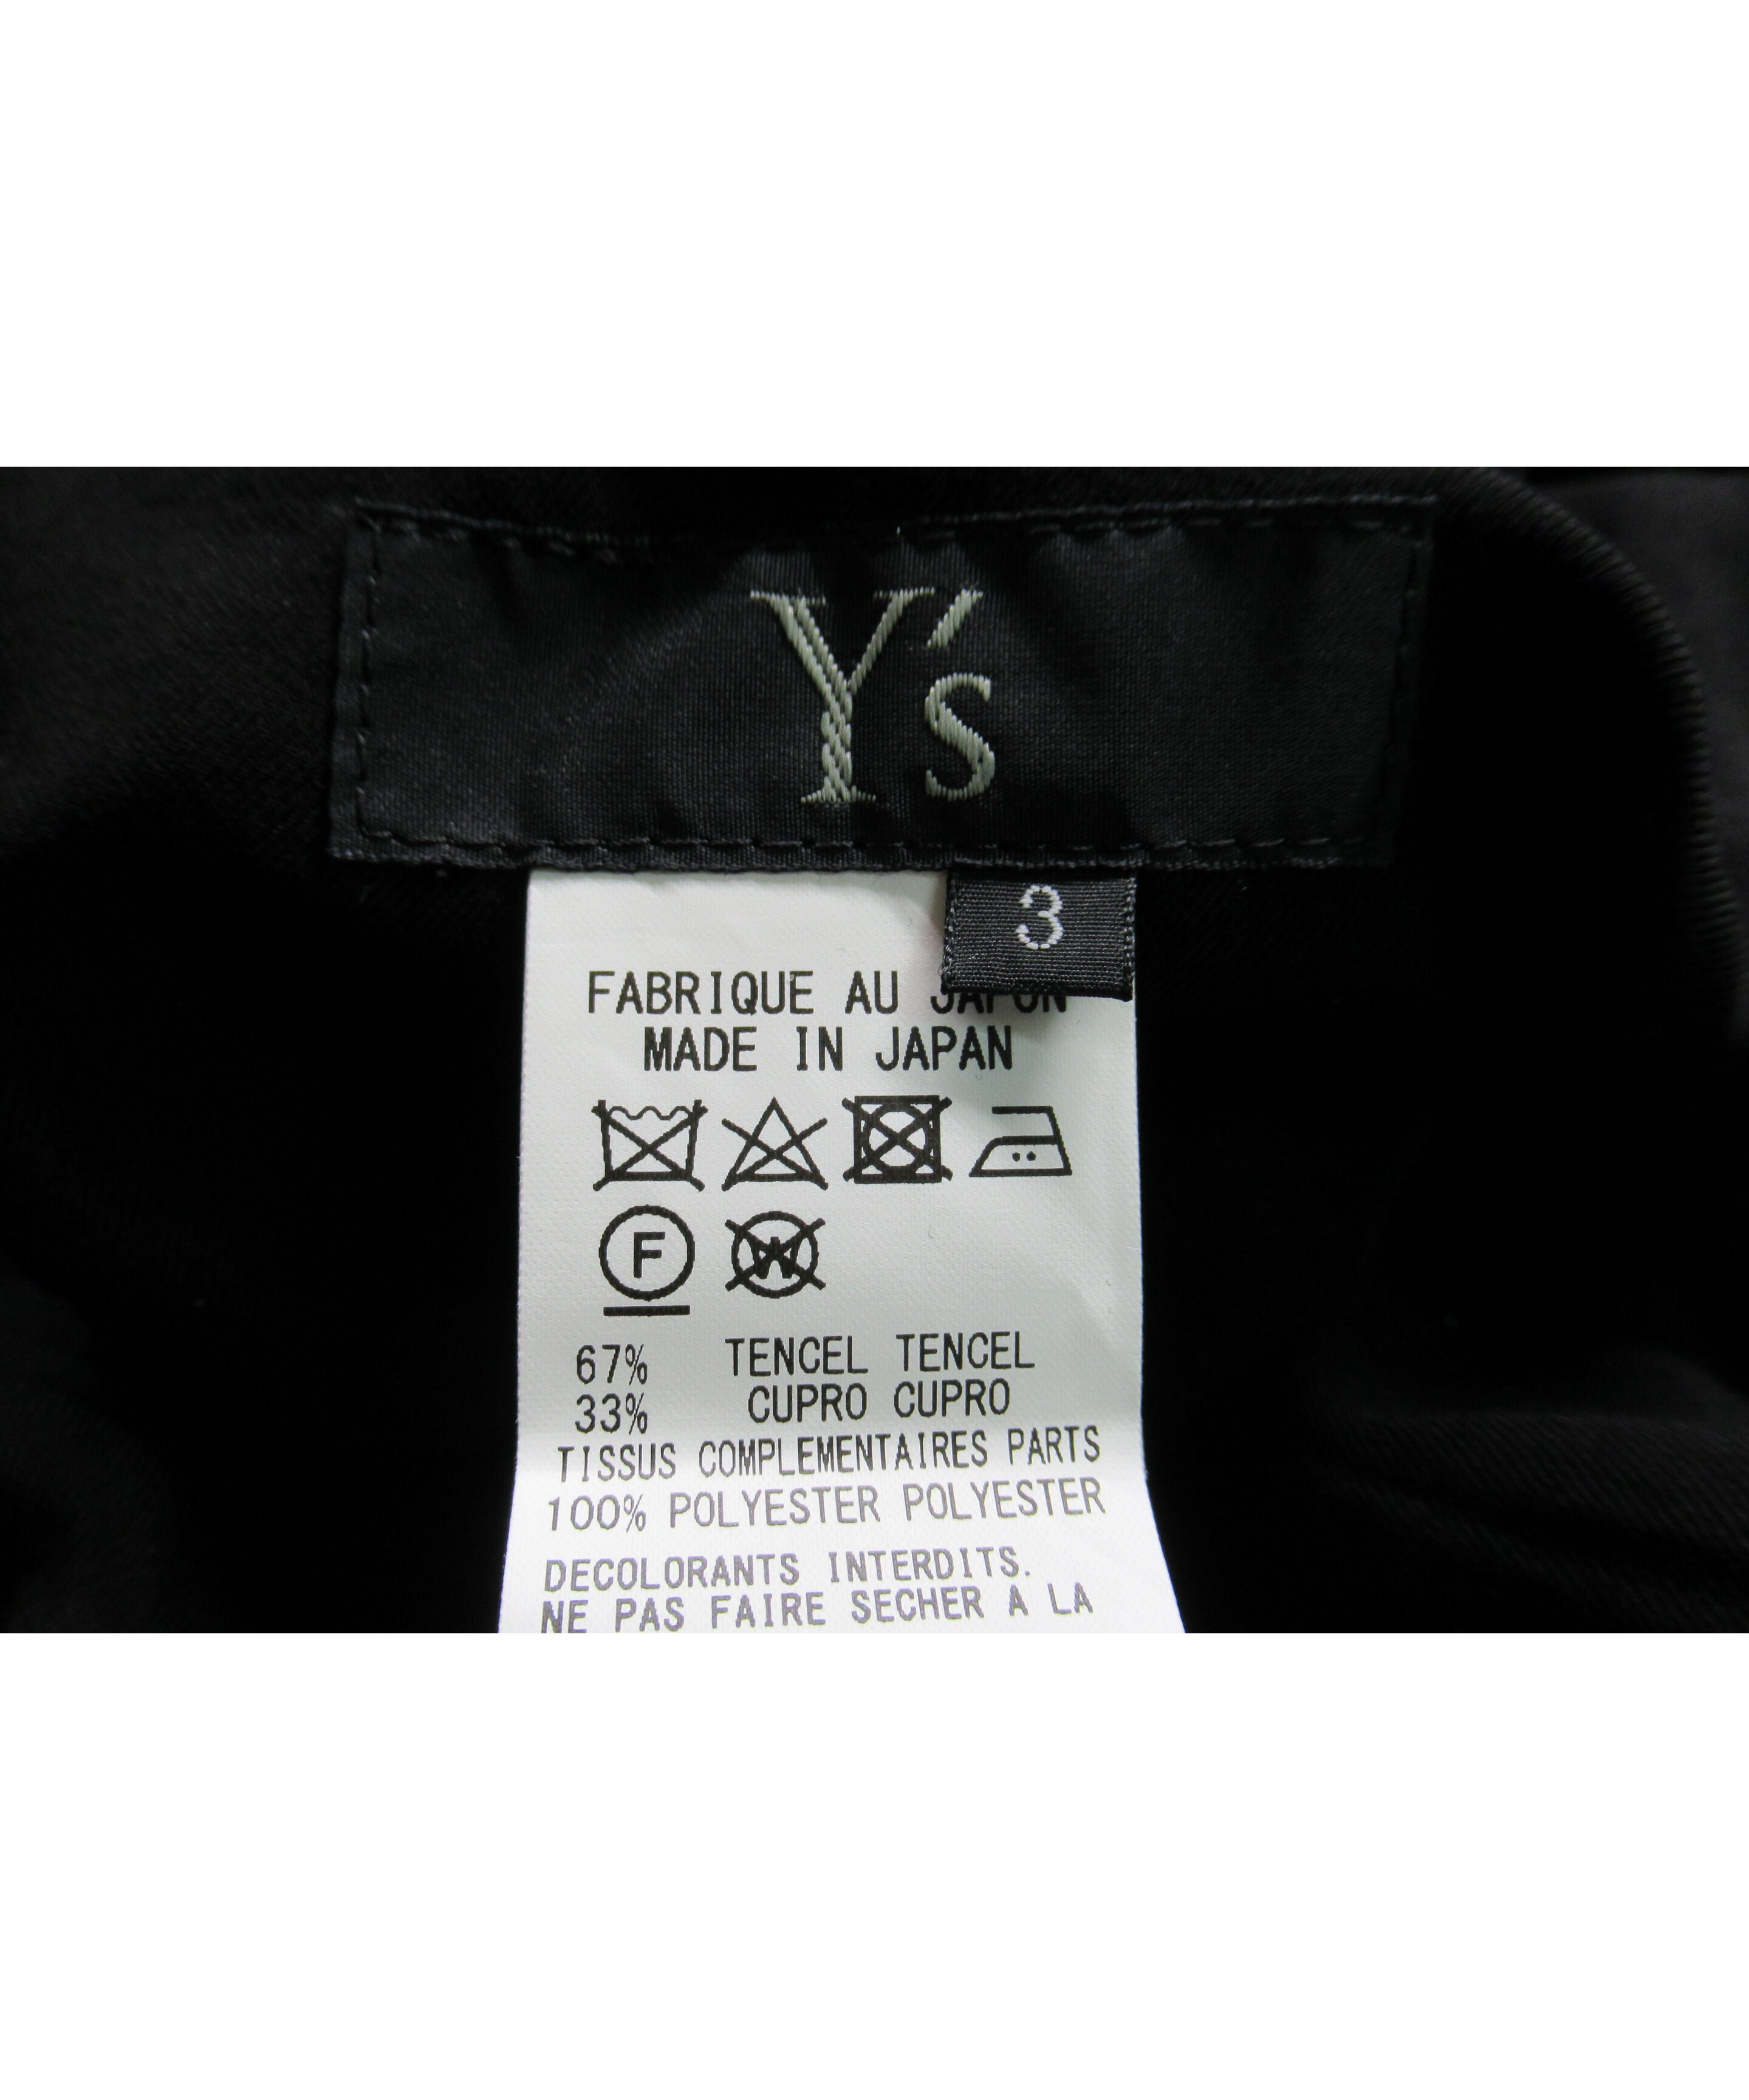 Y's
3
FABRIQUE AU JAPON
MADE IN JAPAN
F
W
67% TENCEL TENCEL
33% CUPRO CUPRO
TISSUS COMPLEMENTAIRES PARTS
100% POLYESTER POLYESTER
DECOLORANTS INTERDITS.
NE PAS FAIRE SECHER A LA